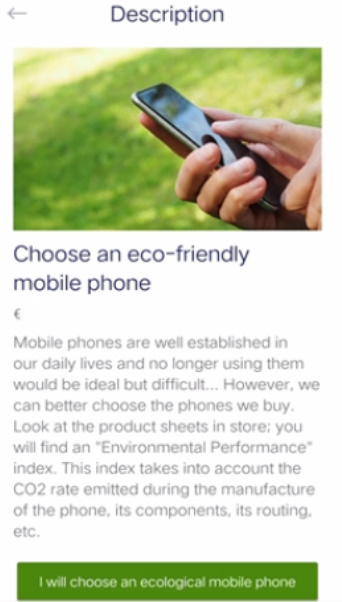 Description
Choose an eco-friendly
mobile phone
€
Mobile phones are well established in
our daily lives and no longer using them
would be ideal but difficult... However, we
can better choose the phones we buy.
Look at the product sheets in store; you
will find an "Environmental Performance"
index. This index takes into account the
CO2 rate emitted during the manufacture
of the phone, its components, its routing,
etc.
I will choose an ecological mobile phone